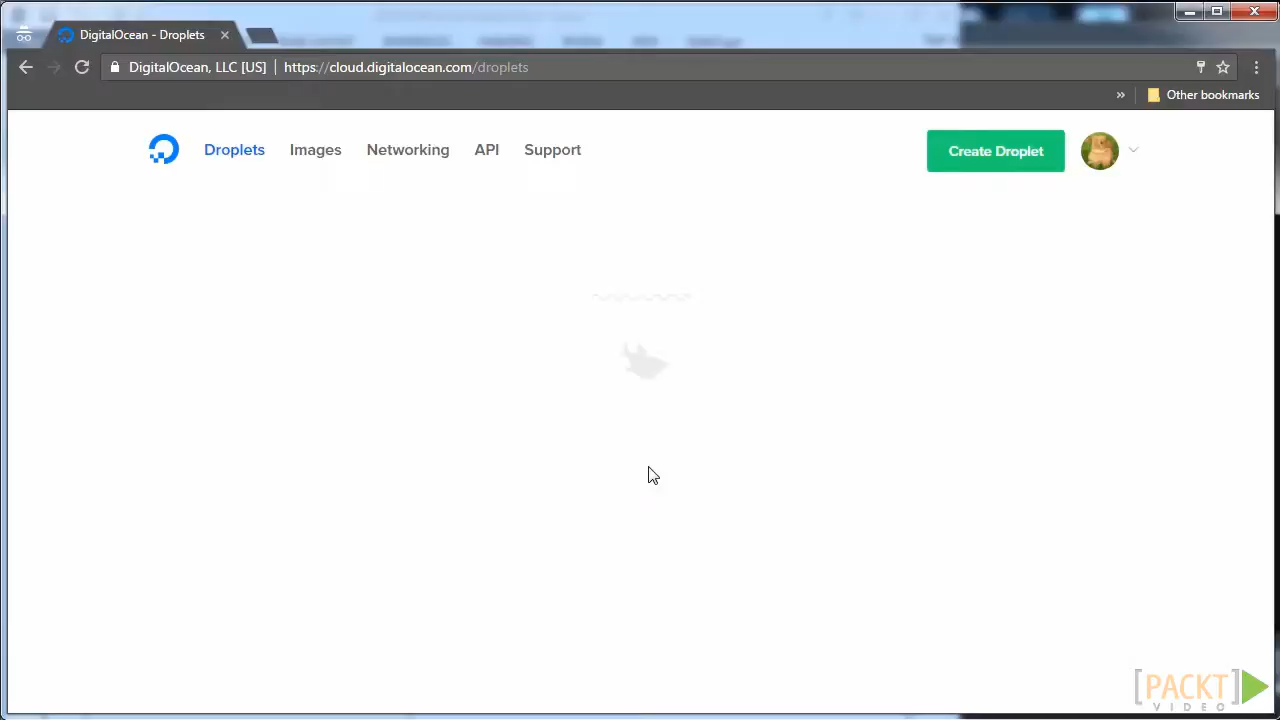 DigitalOcean - Droplets
DigitalOcean, LLC [US] https://cloud.digitalocean.com/droplets
» Other bookmarks
Droplets Images Networking API Support Create Droplet
[PACKT]
VIDEO